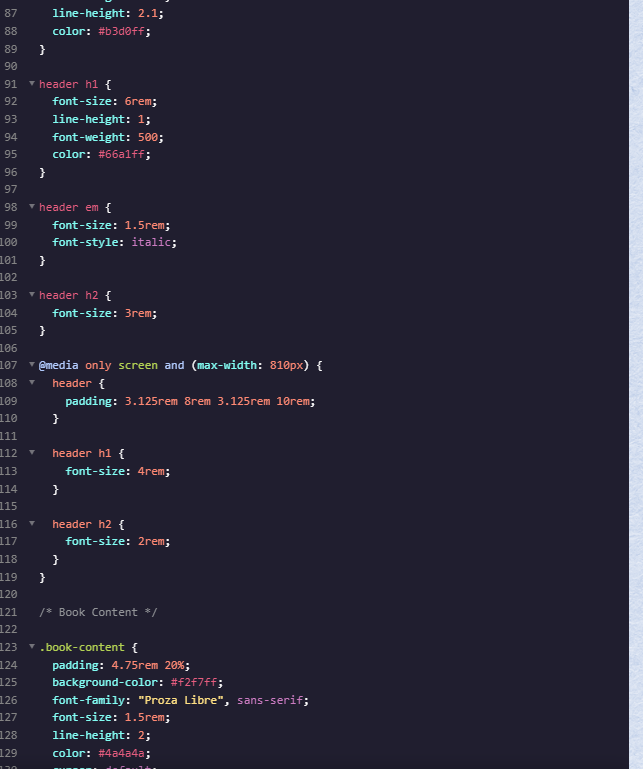 87 line-height: 2.1;
88 color: #b3d0ff;
89 }
90
91 header h1 {
92 font-size: 6rem;
93 line-height: 1;
94 font-weight: 500;
95 color: #66a1ff;
96 }
97
98 header em {
99 font-size: 1.5rem;
100 font-style: italic;
101 }
102
103 header h2 {
104 font-size: 3rem;
105 }
106
107 @media only screen and (max-width: 810px) {
108 header {
109 padding: 3.125rem 8rem 3.125rem 10rem;
110 }
111
112 header h1 {
113 font-size: 4rem;
114 }
115
116 header h2 {
117 font-size: 2rem;
118 }
119 }
120
121 /* Book Content */
122
123 .book-content {
124 padding: 4.75rem 20%;
125 background-color: #f2f7ff;
126 font-family: "Proza Libre", sans-serif;
127 font-size: 1.5rem;
128 line-height: 2;
129 color: #4a4a4a;